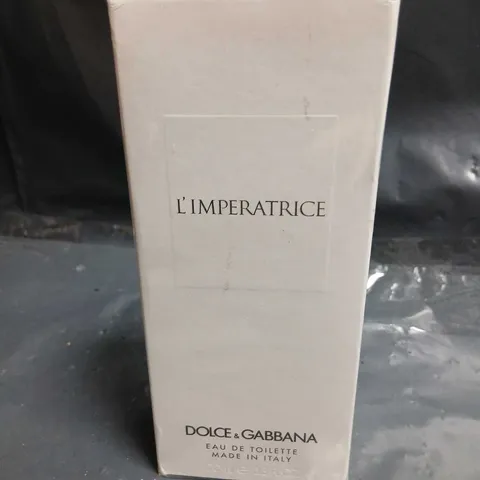 L'IMPERATRICE
DOLCE & GABBANA
EAU DE TOILETTE
MADE IN ITALY